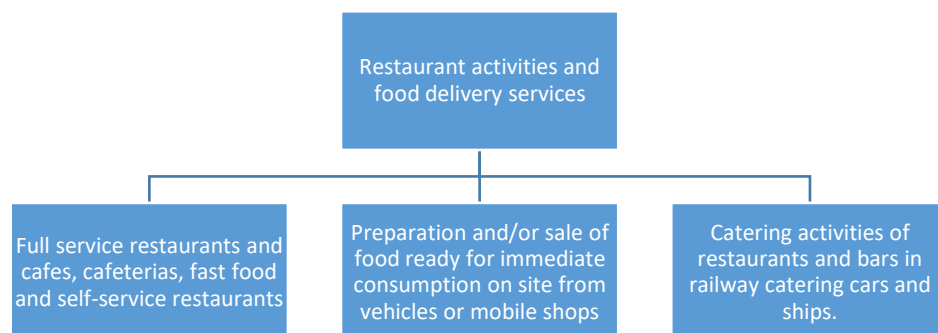 Restaurant activities and
food delivery services
Full service restaurants and
cafes, cafeterias, fast food
and self-service restaurants
Preparation and/or sale of
food ready for immediate
consumption on site from
vehicles or mobile shops
Catering activities of
restaurants and bars in
railway catering cars and
ships.